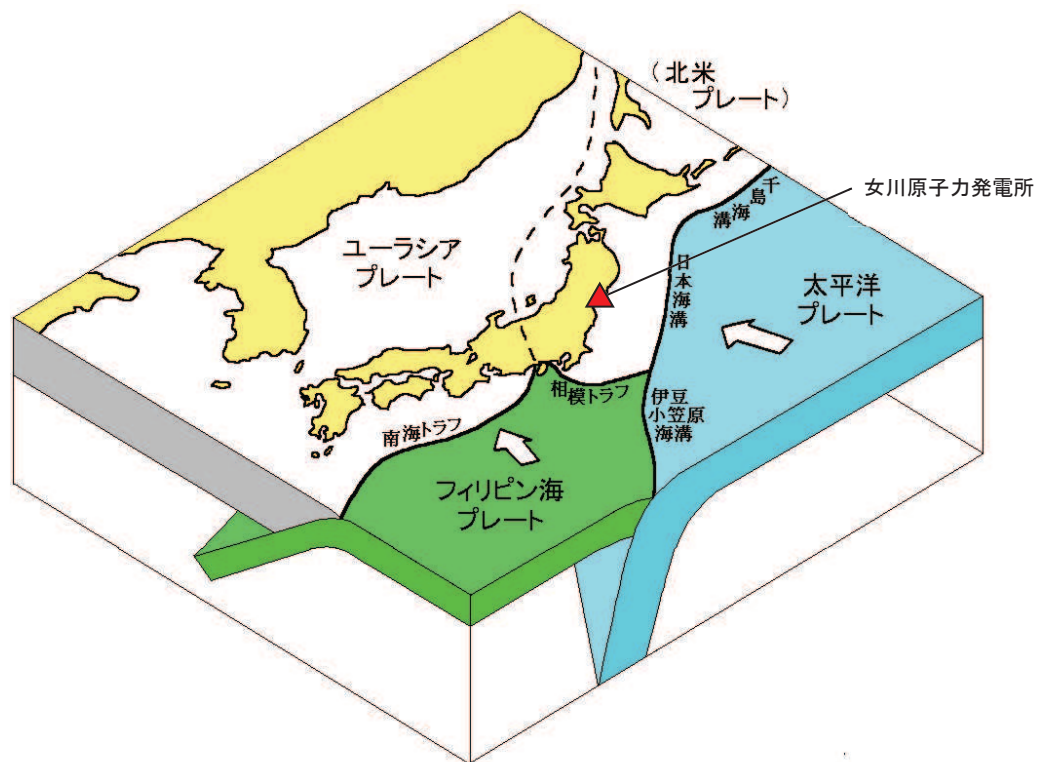 （北米
プレート）
女川原子力発電所
千島海溝
ユーラシア
プレート
日本海溝
太平洋
プレート
相模トラフ
伊豆
小笠原
海溝
南海トラフ
フィリピン海
プレート